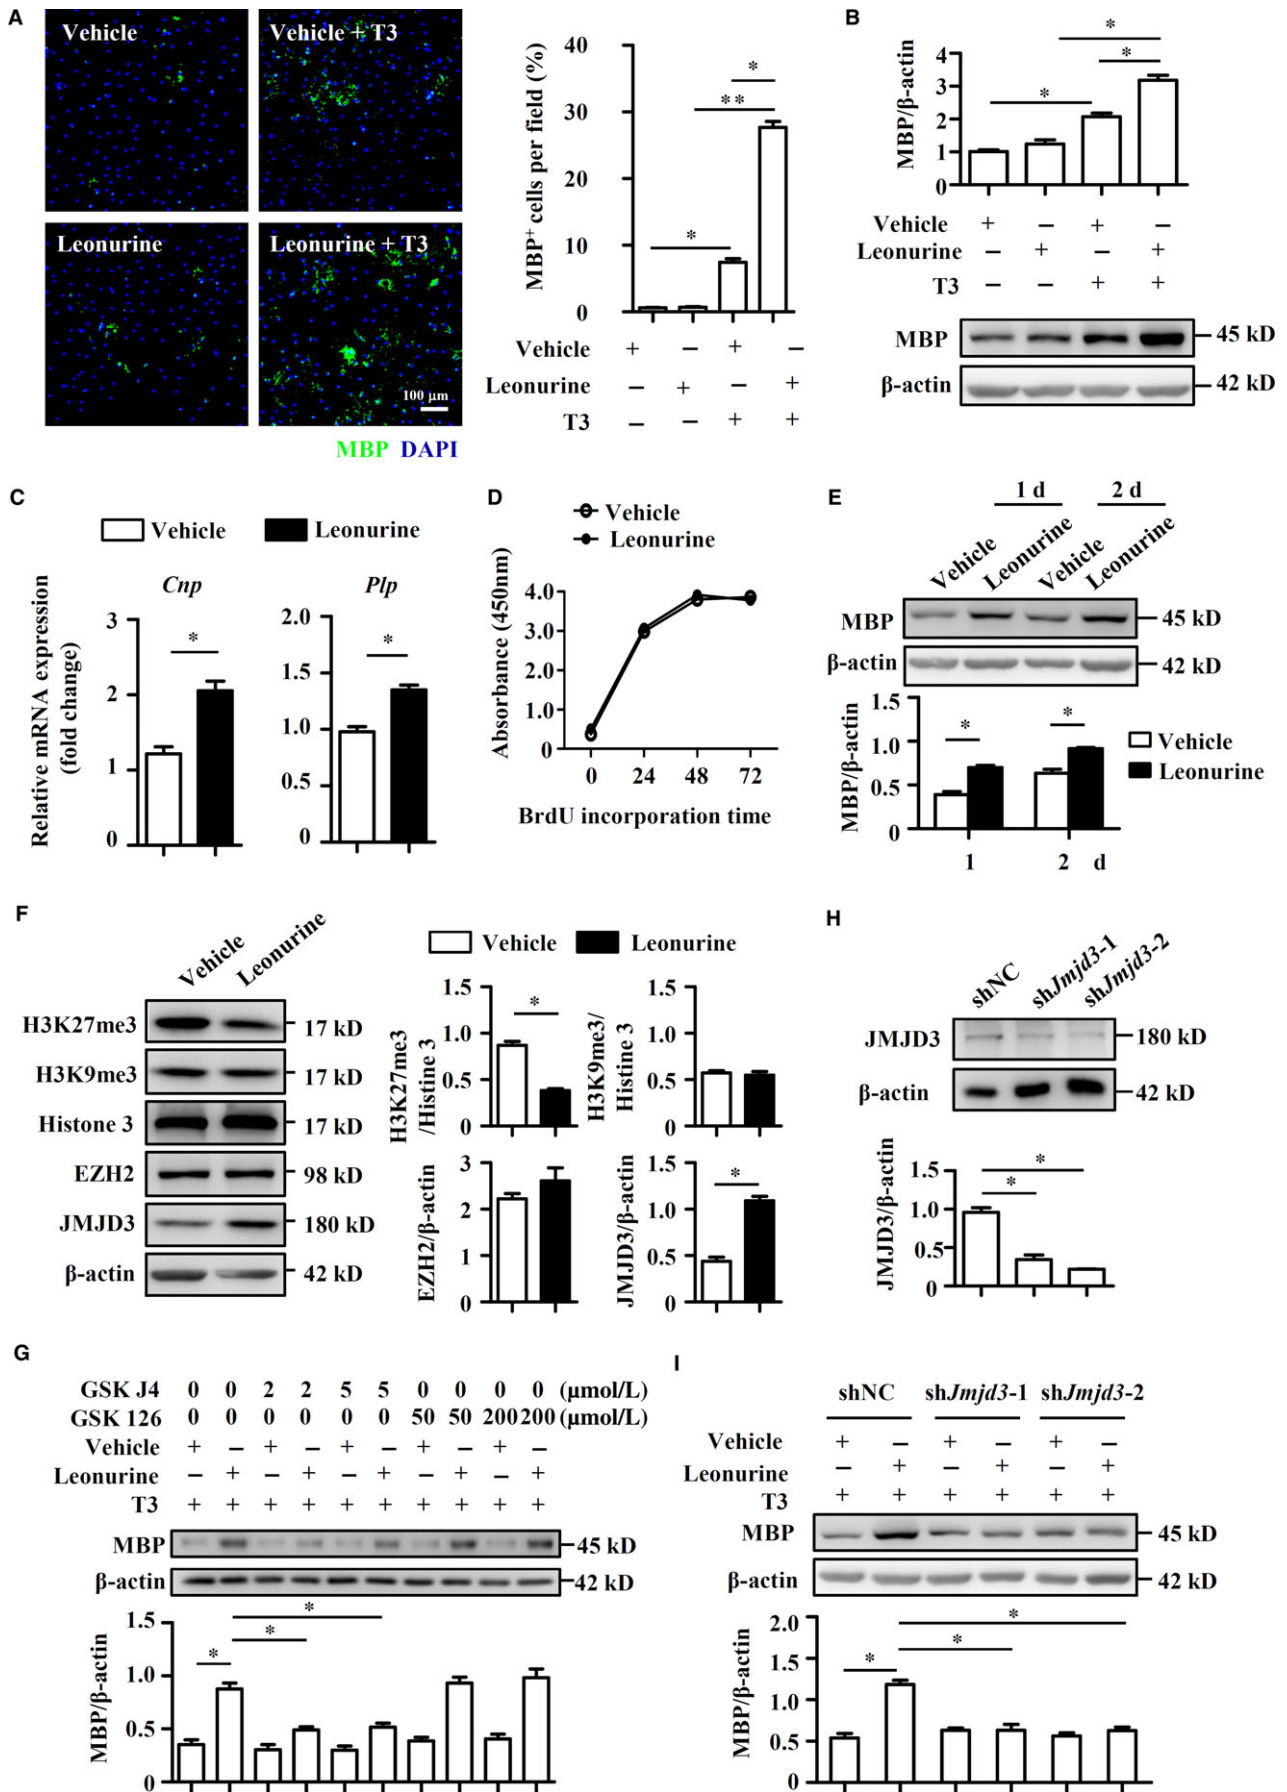 A
Vehicle
Vehicle + T3
Leonurine
Leonurine + T3
100 μm
MBP DAPI
MBP⁺ cells per field (%)
40
30
20
10
0
*
**
*
Vehicle + − + −
Leonurine − + − +
T3 − − + +
B
MBP/β-actin
4
3
2
1
0
*
*
*
Vehicle + − + −
Leonurine − + − +
T3 − − + +
MBP 45 kD
β-actin 42 kD
C
Vehicle Leonurine
Relative mRNA expression
(fold change)
Cnp
3
2
1
0
*
Plp
2.0
1.5
1.0
0.5
0
*
D
Vehicle
Leonurine
Absorbance (450nm)
4.0
3.0
2.0
1.0
0
0 24 48 72
BrdU incorporation time
E
1 d 2 d
Vehicle Leonurine Vehicle Leonurine
MBP 45 kD
β-actin 42 kD
MBP/β-actin
1.5
1.0
0.5
0
* *
Vehicle
Leonurine
1 2 d
F
Vehicle Leonurine
H3K27me3 17 kD
H3K9me3 17 kD
Histone 3 17 kD
EZH2 98 kD
JMJD3 180 kD
β-actin 42 kD
Vehicle Leonurine
H3K27me3
/Histine 3
1.5
1.0
0.5
0
*
H3K9me3/
Histine 3
1.5
1.0
0.5
0
EZH2/β-actin
3
2
1
0
JMJD3/β-actin
1.5
1.0
0.5
0
*
H
shNC shJmjd3-1 shJmjd3-2
JMJD3 180 kD
β-actin 42 kD
JMJD3/β-actin
1.5
1.0
0.5
0
*
*
G
GSK J4 0 0 2 2 5 5 0 0 0 0 (μmol/L)
GSK 126 0 0 0 0 0 0 50 50 200 200 (μmol/L)
Vehicle + − + − + − + − + −
Leonurine − + − + − + − + − +
T3 + + + + + + + + + +
MBP 45 kD
β-actin 42 kD
MBP/β-actin
1.5
1.0
0.5
0
*
*
*
I
shNC shJmjd3-1 shJmjd3-2
Vehicle + − + − + −
Leonurine − + − + − +
T3 + + + + + +
MBP 45 kD
β-actin 42 kD
MBP/β-actin
2.0
1.5
1.0
0.5
0
*
*
*